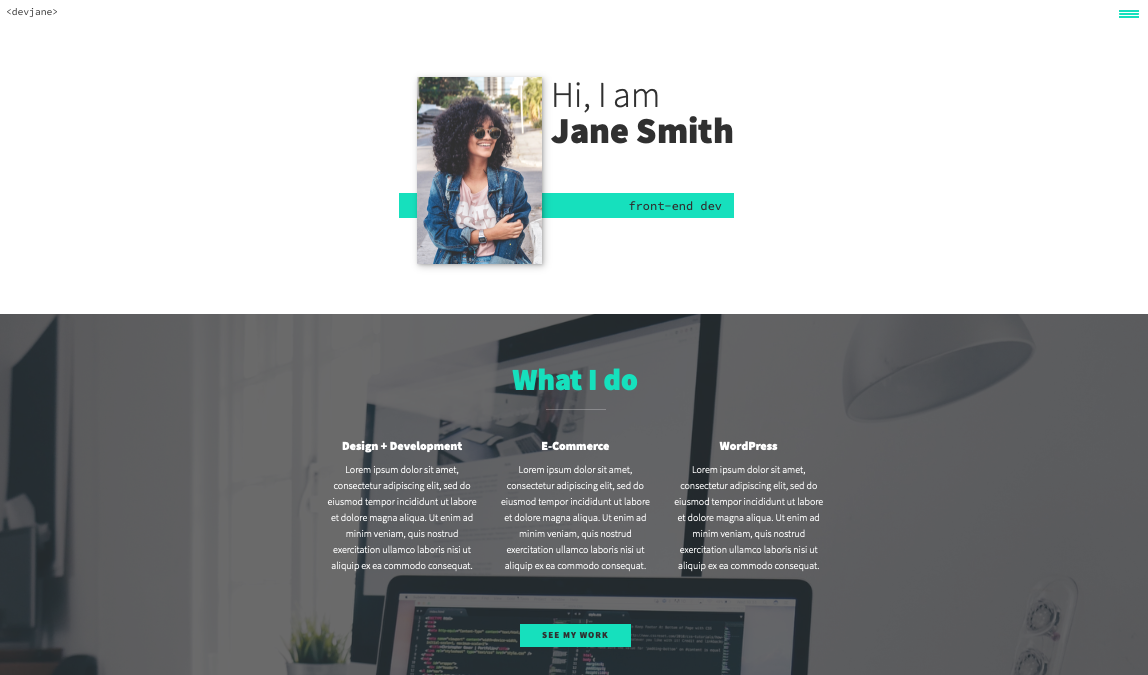 <devjane>
Hi, I am
Jane Smith
front-end dev
What I do
Design + Development
Lorem ipsum dolor sit amet,
consectetur adipiscing elit, sed do
eiusmod tempor incididunt ut labore
et dolore magna aliqua. Ut enim ad
minim veniam, quis nostrud
exercitation ullamco laboris nisi ut
aliquip ex ea commodo consequat.
E-Commerce
Lorem ipsum dolor sit amet,
consectetur adipiscing elit, sed do
eiusmod tempor incididunt ut labore
et dolore magna aliqua. Ut enim ad
minim veniam, quis nostrud
exercitation ullamco laboris nisi ut
aliquip ex ea commodo consequat.
WordPress
Lorem ipsum dolor sit amet,
consectetur adipiscing elit, sed do
eiusmod tempor incididunt ut labore
et dolore magna aliqua. Ut enim ad
minim veniam, quis nostrud
exercitation ullamco laboris nisi ut
aliquip ex ea commodo consequat.
SEE MY WORK